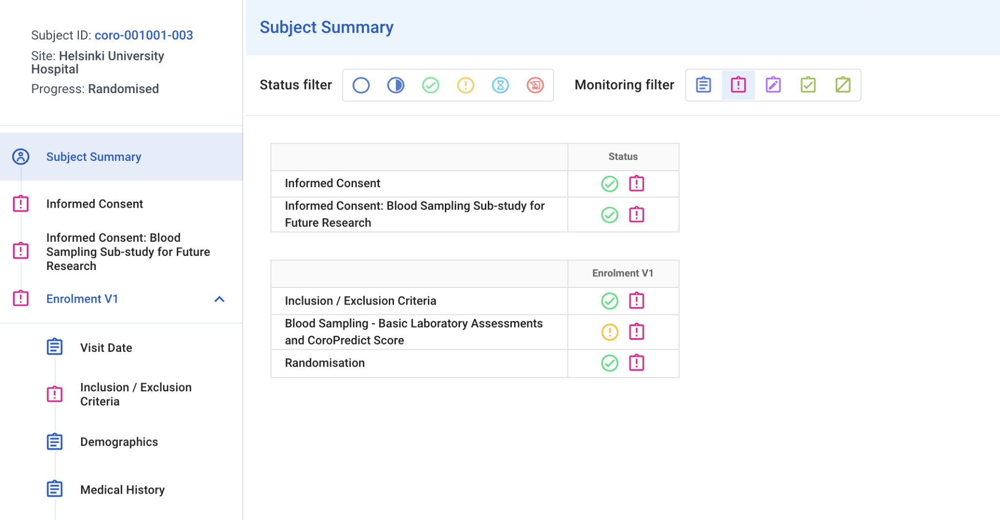 Subject ID: coro-001001-003
Site: Helsinki University
Hospital
Progress: Randomised
Subject Summary
Informed Consent
Informed Consent: Blood
Sampling Sub-study for Future
Research
Enrolment V1
Visit Date
Inclusion / Exclusion
Criteria
Demographics
Medical History
Subject Summary
Status filter
Monitoring filter
Status
Informed Consent
Informed Consent: Blood Sampling Sub-study for
Future Research
Enrolment V1
Inclusion / Exclusion Criteria
Blood Sampling - Basic Laboratory Assessments
and CoroPredict Score
Randomisation